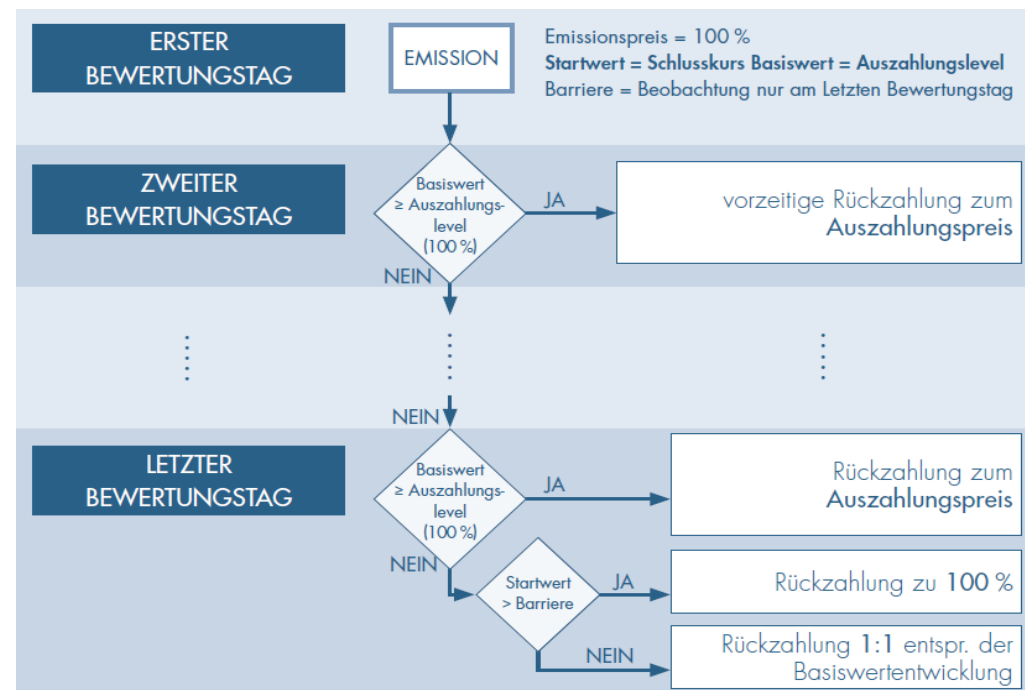 ERSTER
BEWERTUNGSTAG
EMISSION
Emissionspreis = 100 %
Startwert = Schlusskurs Basiswert = Auszahlungslevel
Barriere = Beobachtung nur am Letzten Bewertungstag
ZWEITER
BEWERTUNGSTAG
Basiswert
≥ Auszahlungs-
level
(100 %)
JA
vorzeitige Rückzahlung zum
Auszahlungspreis
NEIN
NEIN
LETZTER
BEWERTUNGSTAG
Basiswert
≥ Auszahlungs-
level
(100 %)
JA
Rückzahlung zum
Auszahlungspreis
NEIN
Startwert
> Barriere
JA
Rückzahlung zu 100 %
NEIN
Rückzahlung 1:1 entspr. der
Basiswertentwicklung